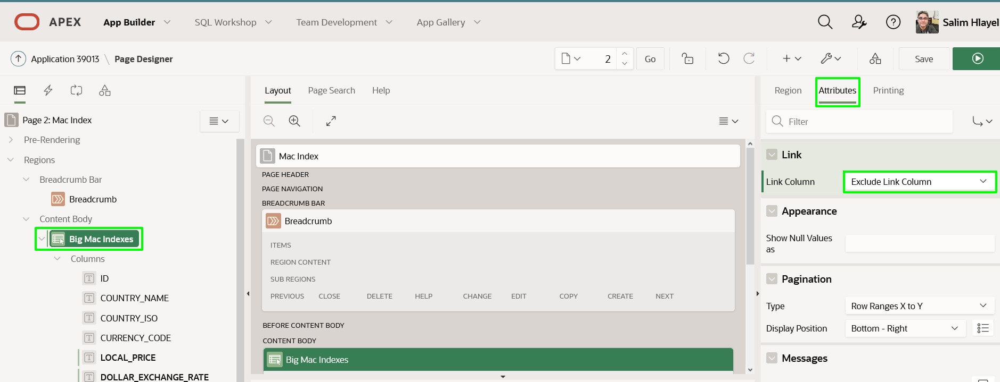 APEX App Builder SQL Workshop Team Development App Gallery Salim Hlayel
Application 39013 \ Page Designer 2 Go Save
Layout Page Search Help
Region Attributes Printing
Page 2: Mac Index
Pre-Rendering
Regions
Breadcrumb Bar
Breadcrumb
Content Body
Big Mac Indexes
Columns
ID
COUNTRY_NAME
COUNTRY_ISO
CURRENCY_CODE
LOCAL_PRICE
DOLLAR_EXCHANGE_RATE
Mac Index
PAGE HEADER
PAGE NAVIGATION
BREADCRUMB BAR
Breadcrumb
ITEMS
REGION CONTENT
SUB REGIONS
PREVIOUS CLOSE DELETE HELP CHANGE EDIT COPY CREATE NEXT
BEFORE CONTENT BODY
CONTENT BODY
Big Mac Indexes
Filter
Link
Link Column Exclude Link Column
Appearance
Show Null Values
as
Pagination
Type Row Ranges X to Y
Display Position Bottom - Right
Messages